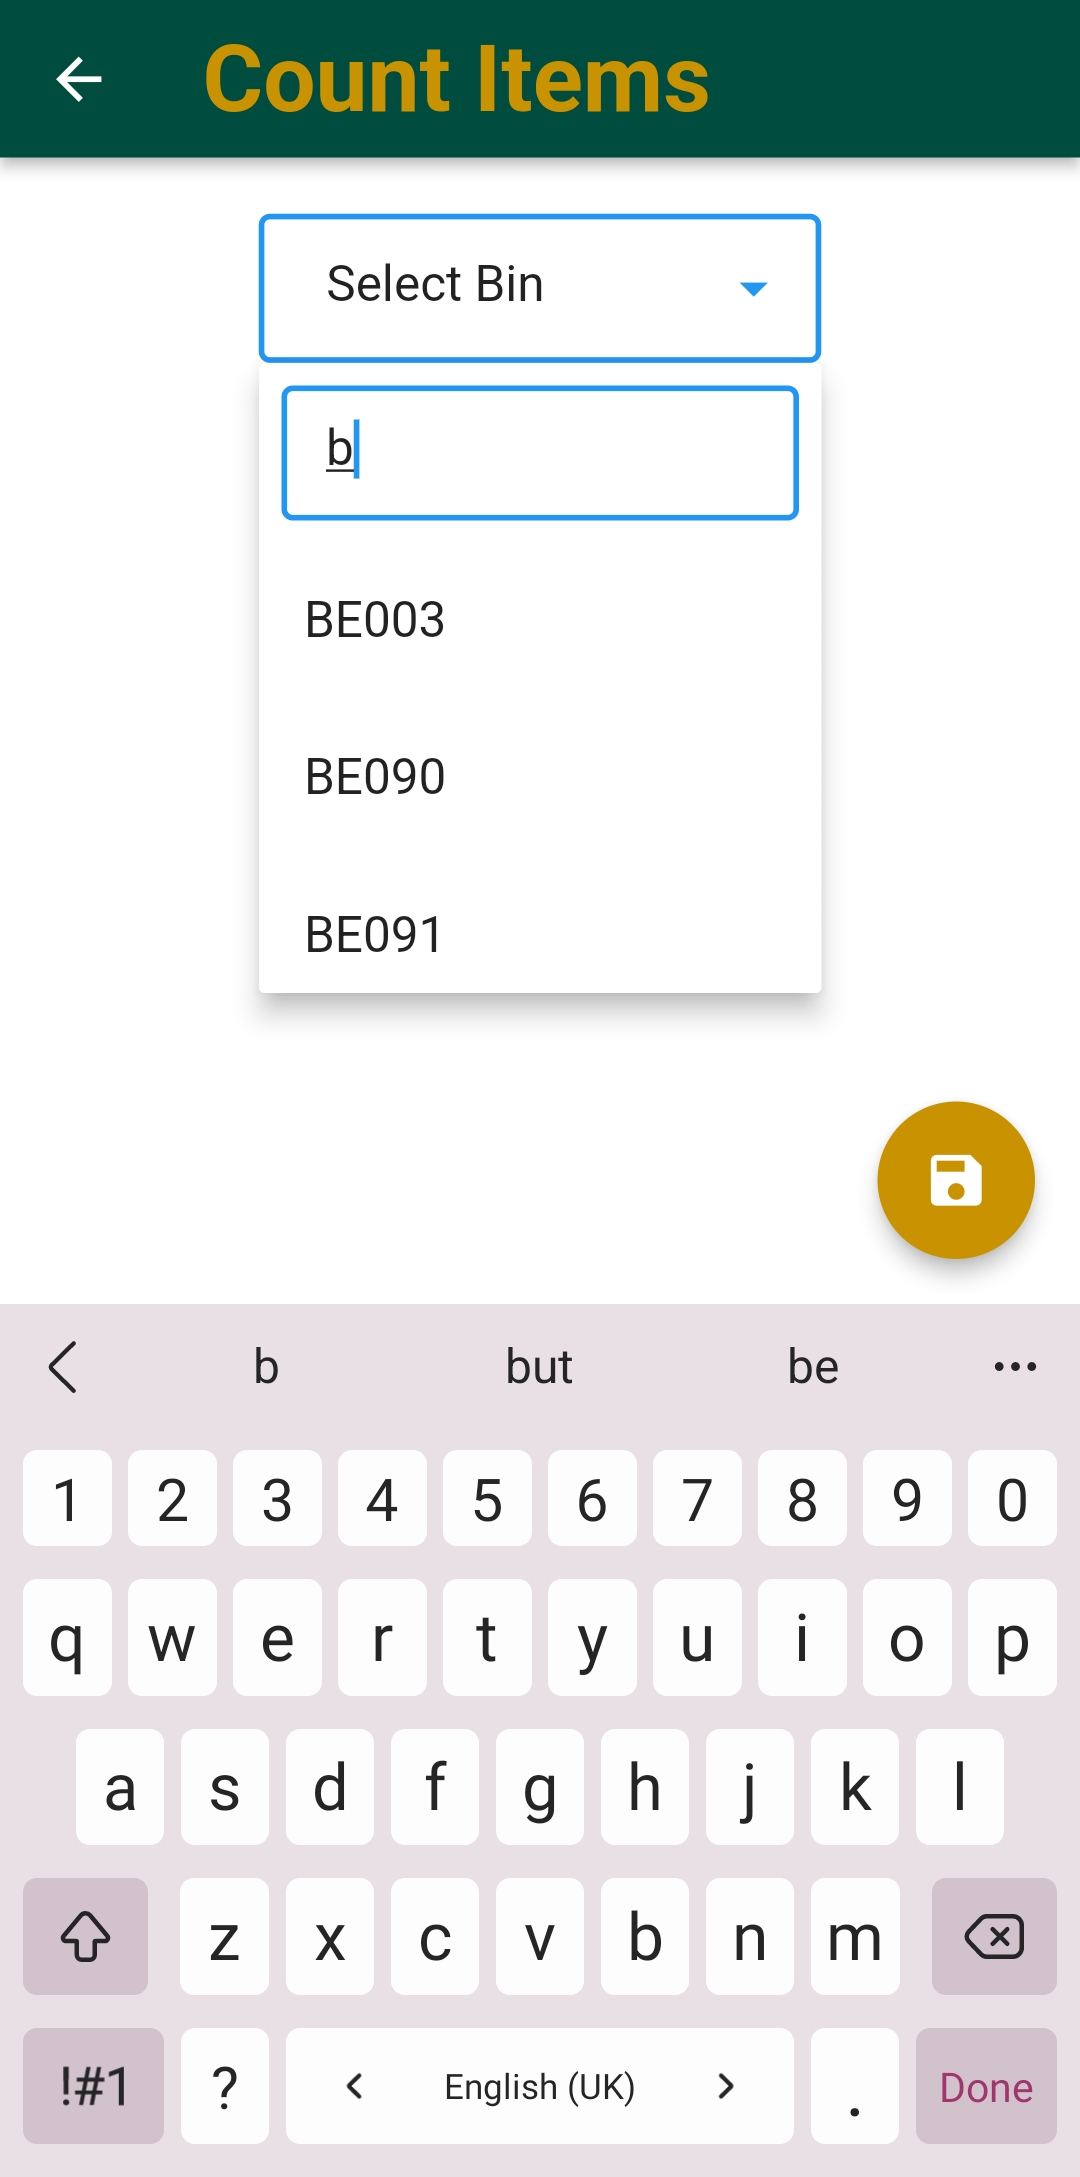 Count Items
Select Bin
b
BE003
BE090
BE091
b but be
1 2 3 4 5 6 7 8 9 0
q w e r t y u i o p
a s d f g h j k l
z x c v b n m
!#1 ? English (UK) . Done